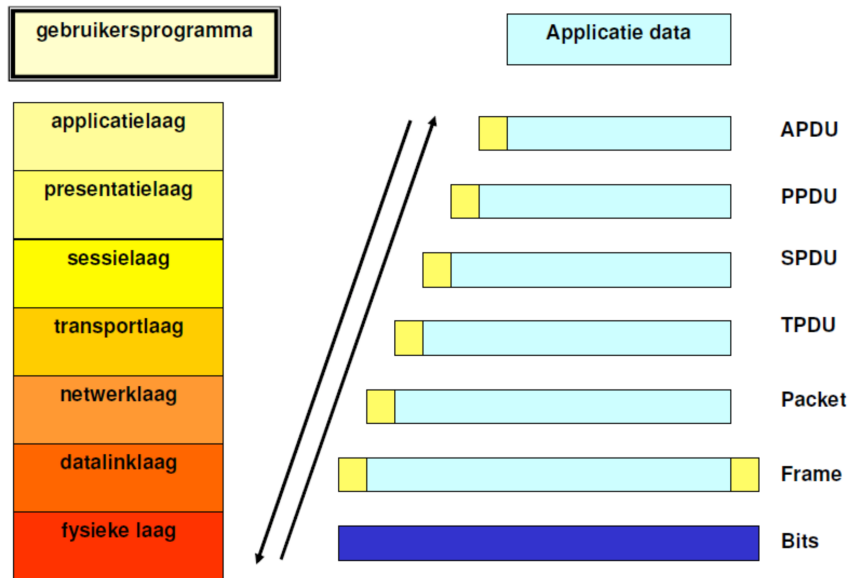 gebruikersprogramma
Applicatie data
applicatielaag
APDU
presentatielaag
PPDU
sessielaag
SPDU
transportlaag
TPDU
netwerklaag
Packet
datalinklaag
Frame
fysieke laag
Bits